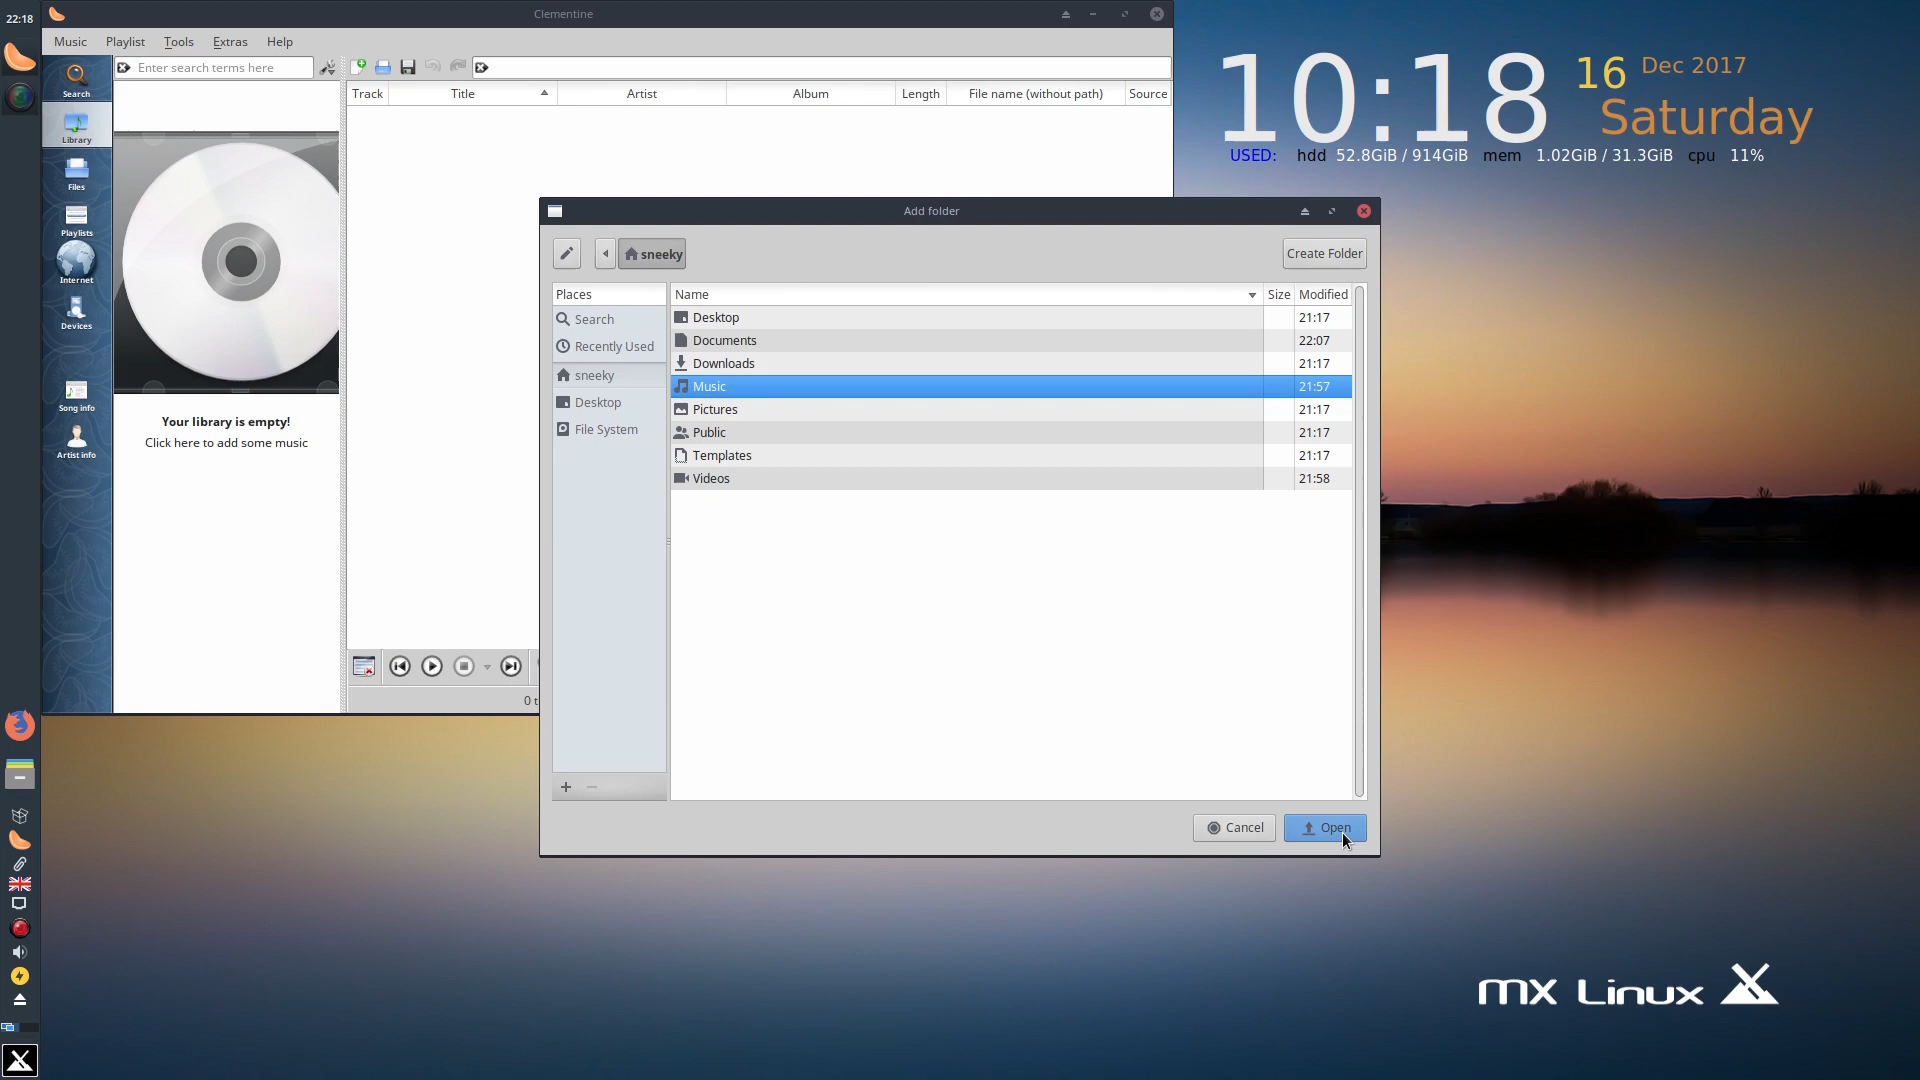 22:18
Clementine
Music Playlist Tools Extras Help
Enter search terms here
Search
Library
Files
Playlists
Internet
Devices
Song info
Artist info
Your library is empty!
Click here to add some music
Track Title Artist Album Length File name (without path) Source
0 t
Add folder
sneeky
Create Folder
Places
Search
Recently Used
sneeky
Desktop
File System
Name Size Modified
Desktop 21:17
Documents 22:07
Downloads 21:17
Music 21:57
Pictures 21:17
Public 21:17
Templates 21:17
Videos 21:58
Cancel Open
10:18 16 Dec 2017
Saturday
USED: hdd 52.8GiB / 914GiB mem 1.02GiB / 31.3GiB cpu 11%
mx Linux